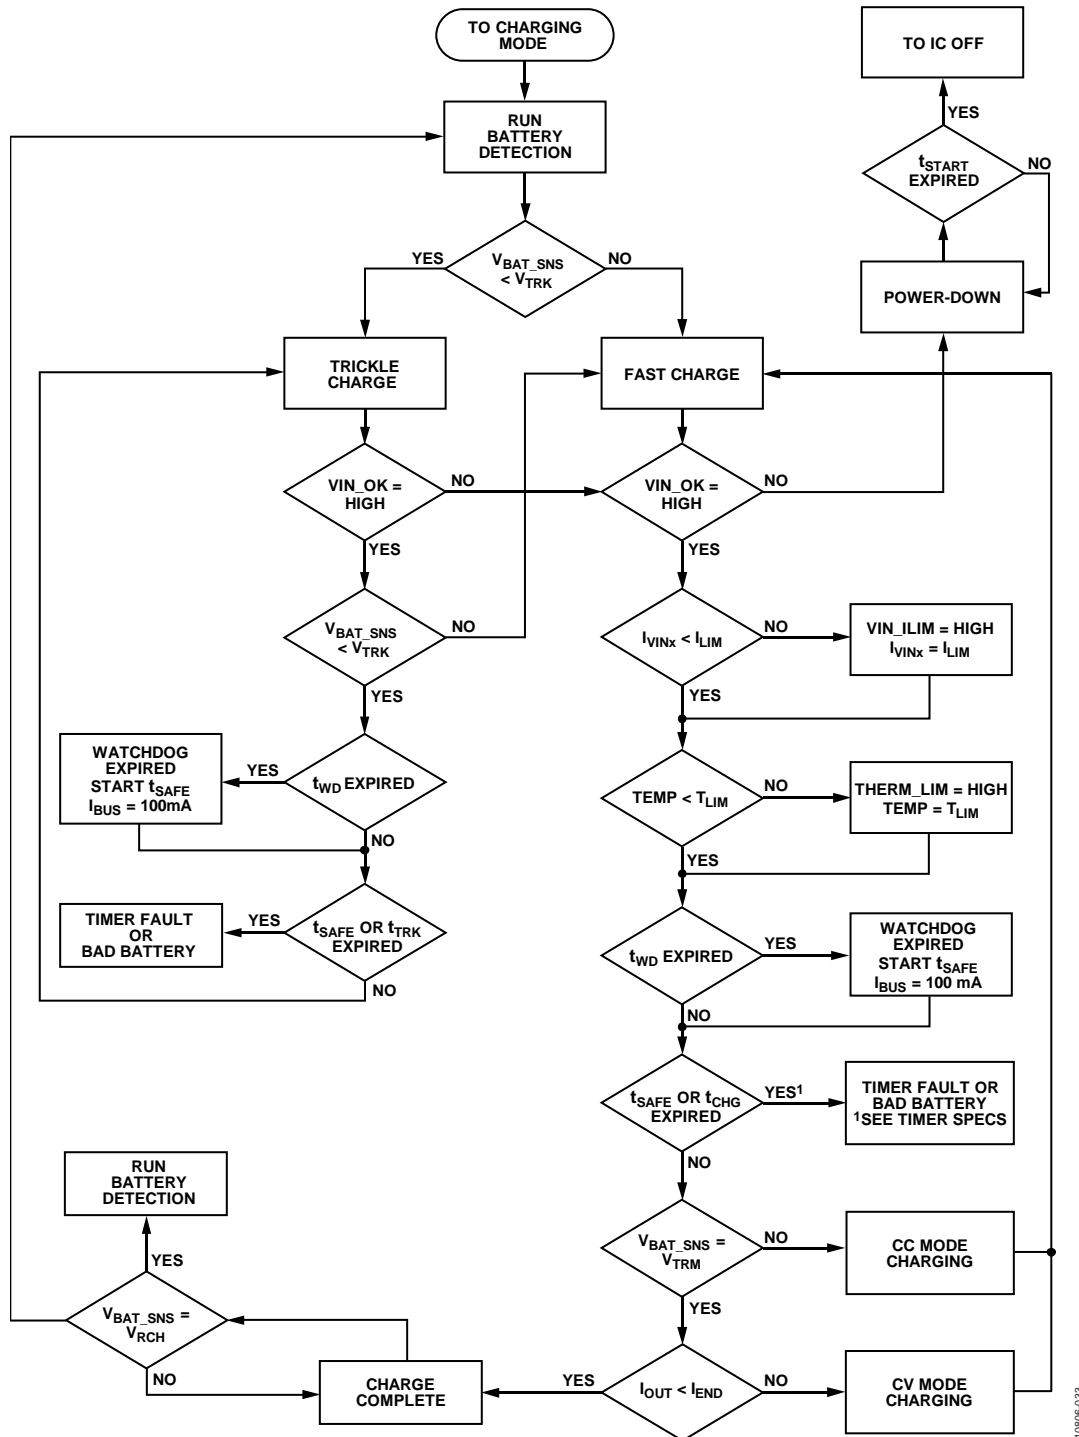 TO CHARGING
MODE
TO IC OFF
YES
RUN
BATTERY
DETECTION
tSTART
EXPIRED
NO
YES
VBAT_SNS
< VTRK
NO
POWER-DOWN
TRICKLE
CHARGE
FAST CHARGE
VIN_OK =
HIGH
NO
VIN_OK =
HIGH
NO
YES
YES
VBAT_SNS
< VTRK
NO
IVINx < ILIM
NO
VIN_ILIM = HIGH
IVINx = ILIM
YES
YES
WATCHDOG
EXPIRED
START tSAFE
IBUS = 100mA
YES
tWD EXPIRED
TEMP < TLIM
NO
THERM_LIM = HIGH
TEMP = TLIM
NO
YES
TIMER FAULT
OR
BAD BATTERY
YES
tSAFE OR tTRK
EXPIRED
NO
tWD EXPIRED
YES
WATCHDOG
EXPIRED
START tSAFE
IBUS = 100 mA
NO
tSAFE OR tCHG
EXPIRED
YES1
TIMER FAULT OR
BAD BATTERY
1SEE TIMER SPECS
NO
RUN
BATTERY
DETECTION
YES
VBAT_SNS =
VTRM
NO
CC MODE
CHARGING
YES
VBAT_SNS =
VRCH
NO
CHARGE
COMPLETE
YES
IOUT < IEND
NO
CV MODE
CHARGING
10806-033